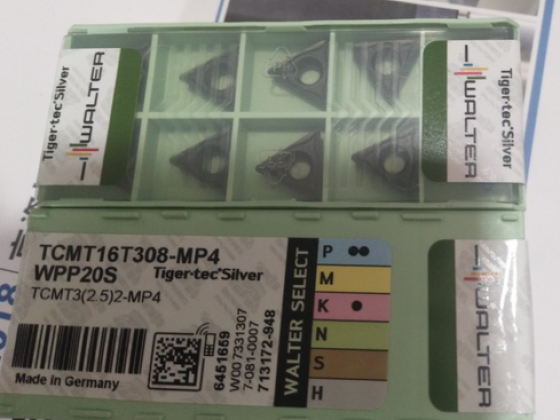 Tiger·tec®Silver
WALTER
WALTER
Tiger·tec®Silver
TCMT16T308-MP4
WPP20S Tiger·tec®Silver
TCMT3(2.5)2-MP4
Made in Germany
6451659
W007331307
7-081-0007
713172-948
WALTER SELECT
P
M
K
N
S
H
WALTER